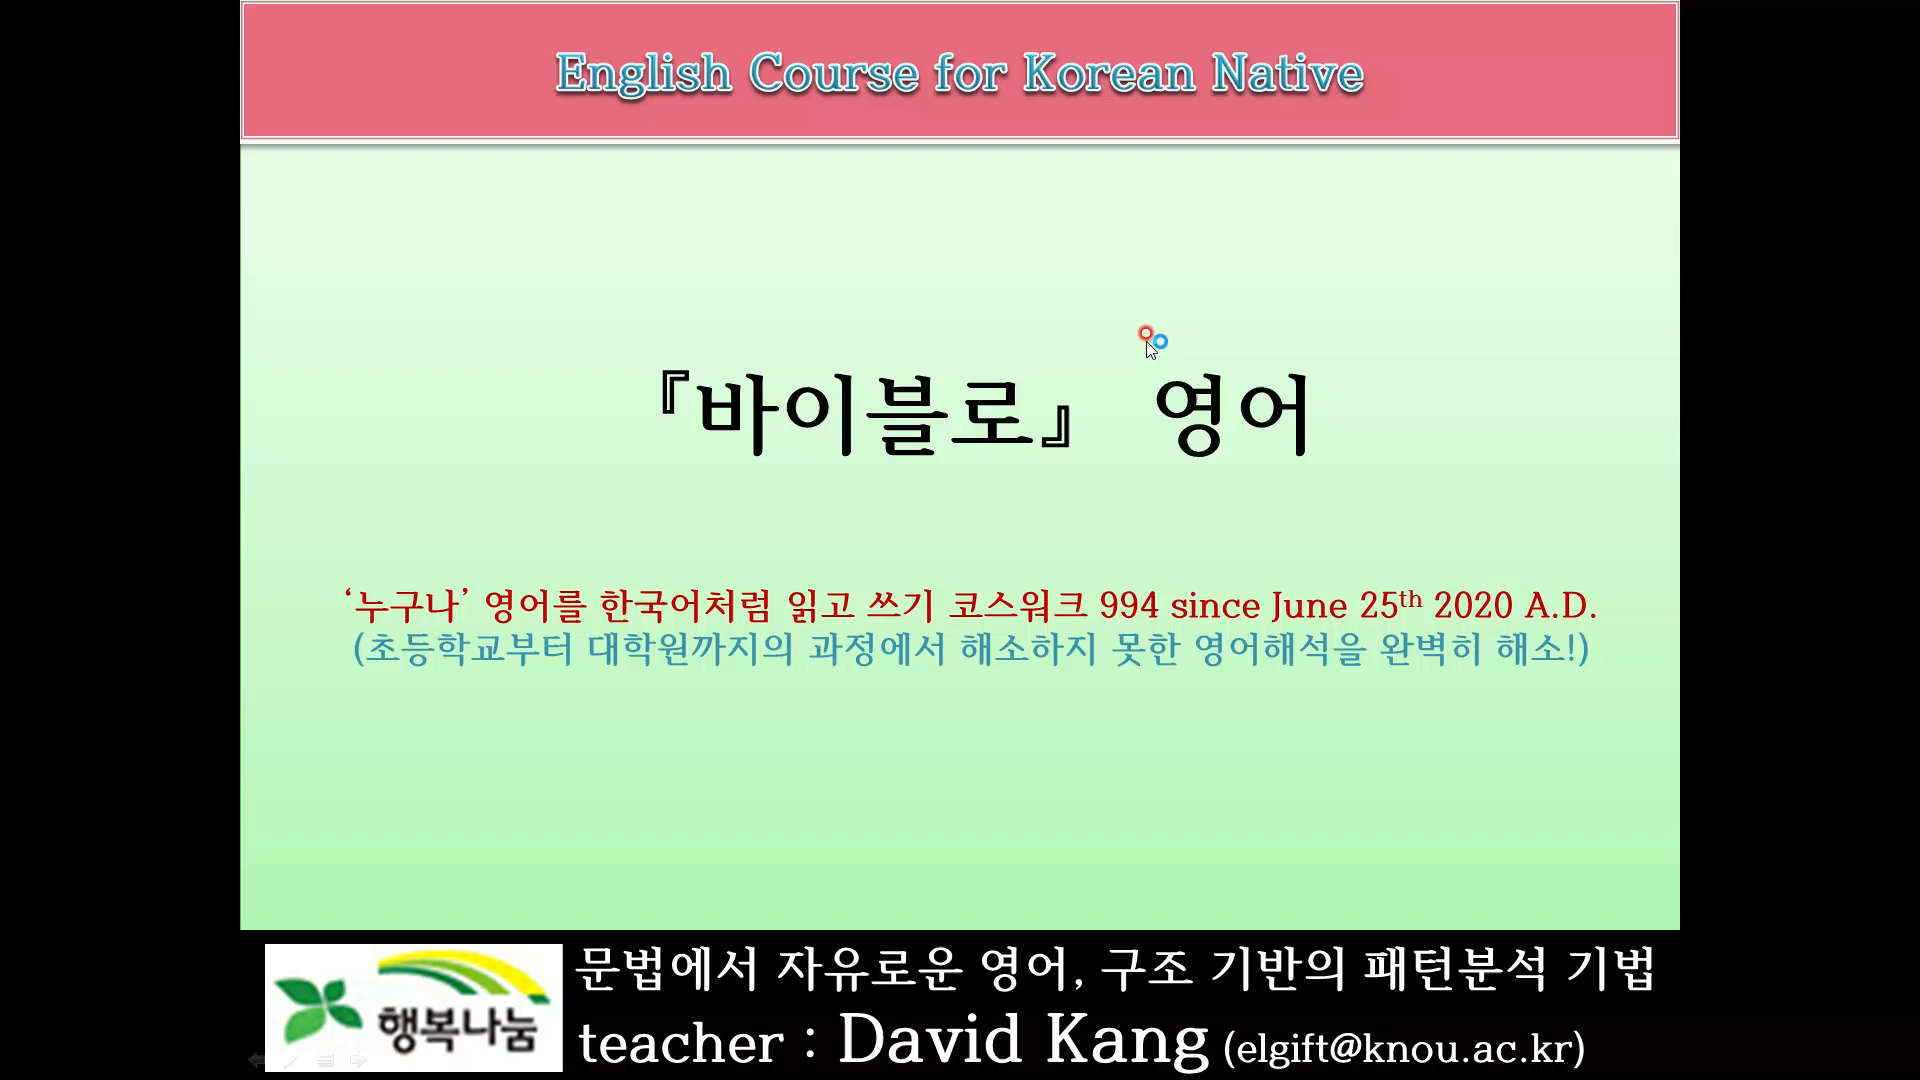 English Course for Korean Native
『바이블로』 영어
‘누구나’ 영어를 한국어처럼 읽고 쓰기 코스워크 994 since June 25th 2020 A.D.
(초등학교부터 대학원까지의 과정에서 해소하지 못한 영어해석을 완벽히 해소!)
행복나눔
문법에서 자유로운 영어, 구조 기반의 패턴분석 기법
teacher : David Kang (elgift@knou.ac.kr)